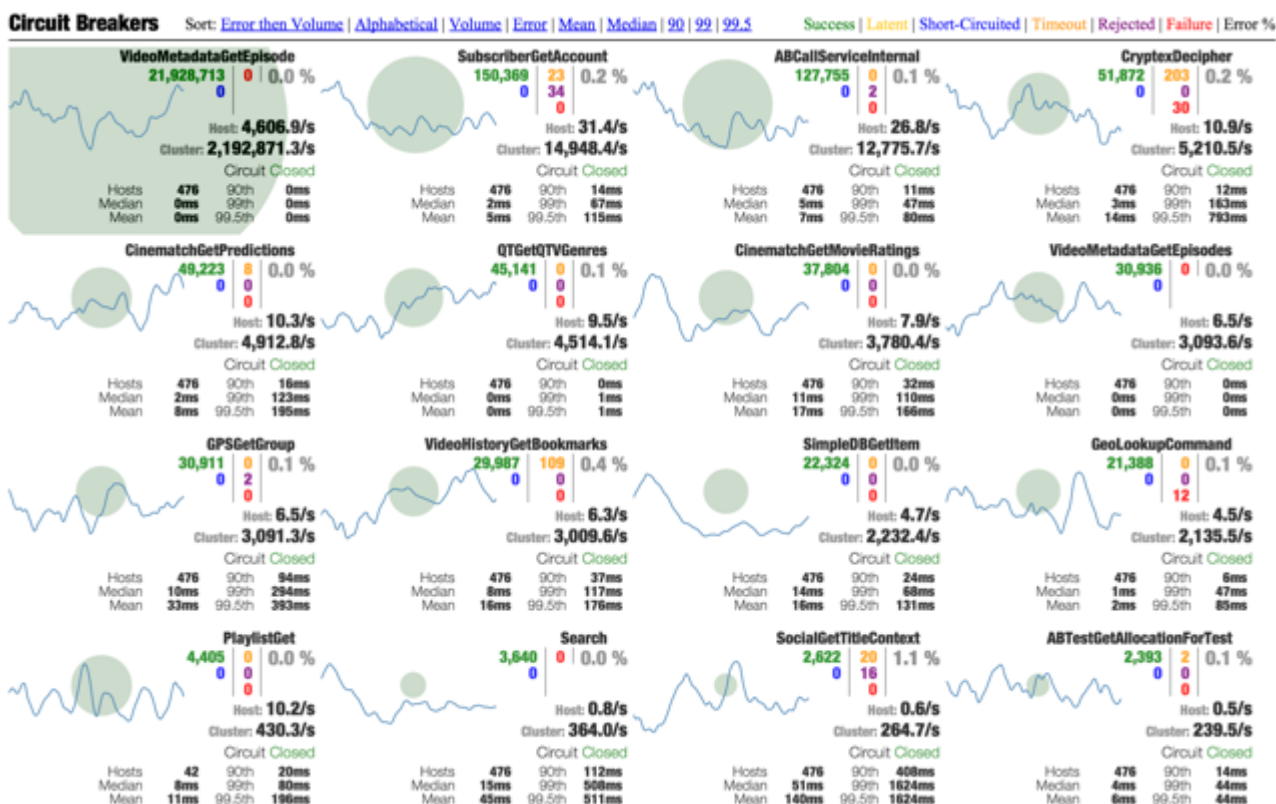 Circuit Breakers Sort: Error then Volume | Alphabetical | Volume | Error | Mean | Median | 90 | 99 | 99.5 Success | Latent | Short-Circuited | Timeout | Rejected | Failure | Error %
VideoMetadataGetEpisode
21,928,713 0 0.0 %
0
Host: 4,606.9/s
Cluster: 2,192,871.3/s
Circuit Closed
Hosts 476 90th 0ms
Median 0ms 99th 0ms
Mean 0ms 99.5th 0ms
SubscriberGetAccount
150,369 23 0.2 %
0 34
0
Host: 31.4/s
Cluster: 14,948.4/s
Circuit Closed
Hosts 476 90th 14ms
Median 2ms 99th 67ms
Mean 5ms 99.5th 115ms
ABCallServiceInternal
127,755 0 0.1 %
0 2
0
Host: 26.8/s
Cluster: 12,775.7/s
Circuit Closed
Hosts 476 90th 11ms
Median 5ms 99th 47ms
Mean 7ms 99.5th 80ms
CryptexDecipher
51,872 203 0.2 %
0 0
30
Host: 10.9/s
Cluster: 5,210.5/s
Circuit Closed
Hosts 476 90th 12ms
Median 3ms 99th 163ms
Mean 14ms 99.5th 793ms
CinematchGetPredictions
49,223 8 0.0 %
0 0
0
Host: 10.3/s
Cluster: 4,912.8/s
Circuit Closed
Hosts 476 90th 16ms
Median 2ms 99th 123ms
Mean 8ms 99.5th 195ms
QTGetQTVGenres
45,141 0 0.1 %
0 0
0
Host: 9.5/s
Cluster: 4,514.1/s
Circuit Closed
Hosts 476 90th 0ms
Median 0ms 99th 1ms
Mean 0ms 99.5th 1ms
CinematchGetMovieRatings
37,804 0 0.0 %
0 0
0
Host: 7.9/s
Cluster: 3,780.4/s
Circuit Closed
Hosts 476 90th 32ms
Median 11ms 99th 110ms
Mean 17ms 99.5th 166ms
VideoMetadataGetEpisodes
30,936 0 0.0 %
0
Host: 6.5/s
Cluster: 3,093.6/s
Circuit Closed
Hosts 476 90th 0ms
Median 0ms 99th 0ms
Mean 0ms 99.5th 0ms
GPSGetGroup
30,911 0 0.1 %
0 2
0
Host: 6.5/s
Cluster: 3,091.3/s
Circuit Closed
Hosts 476 90th 94ms
Median 10ms 99th 294ms
Mean 33ms 99.5th 393ms
VideoHistoryGetBookmarks
29,987 109 0.4 %
0 0
0
Host: 6.3/s
Cluster: 3,009.6/s
Circuit Closed
Hosts 476 90th 37ms
Median 8ms 99th 117ms
Mean 16ms 99.5th 176ms
SimpleDBGetItem
22,324 0 0.0 %
0 0
0
Host: 4.7/s
Cluster: 2,232.4/s
Circuit Closed
Hosts 476 90th 24ms
Median 14ms 99th 68ms
Mean 16ms 99.5th 131ms
GeoLookupCommand
21,388 0 0.1 %
0 0
12
Host: 4.5/s
Cluster: 2,135.5/s
Circuit Closed
Hosts 476 90th 6ms
Median 1ms 99th 47ms
Mean 2ms 99.5th 85ms
PlaylistGet
4,405 0 0.0 %
0 0
0
Host: 10.2/s
Cluster: 430.3/s
Circuit Closed
Hosts 42 90th 20ms
Median 8ms 99th 80ms
Mean 11ms 99.5th 196ms
Search
3,640 0 0.0 %
0
Host: 0.8/s
Cluster: 364.0/s
Circuit Closed
Hosts 476 90th 112ms
Median 15ms 99th 508ms
Mean 45ms 99.5th 511ms
SocialGetTitleContext
2,622 20 1.1 %
0 16
0
Host: 0.6/s
Cluster: 264.7/s
Circuit Closed
Hosts 476 90th 408ms
Median 51ms 99th 1624ms
Mean 140ms 99.5th 1624ms
ABTestGetAllocationForTest
2,393 2 0.1 %
0 0
0
Host: 0.5/s
Cluster: 239.5/s
Circuit Closed
Hosts 476 90th 14ms
Median 4ms 99th 44ms
Mean 6ms 99.5th 44ms